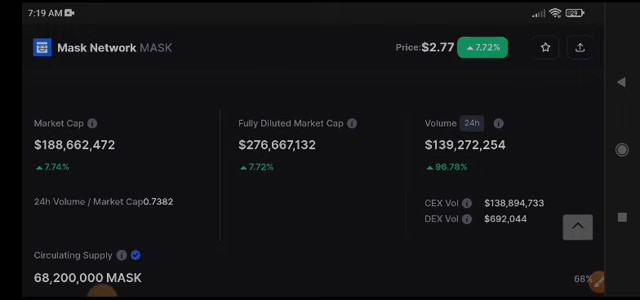 7:19 AM
Mask Network MASK Price: $2.77 7.72%
Market Cap Fully Diluted Market Cap Volume 24h
$188,662,472 $276,667,132 $139,272,254
7.74% 7.72% 96.78%
24h Volume / Market Cap 0.7382 CEX Vol $138,894,733
DEX Vol $692,044
Circulating Supply
68,200,000 MASK 68%